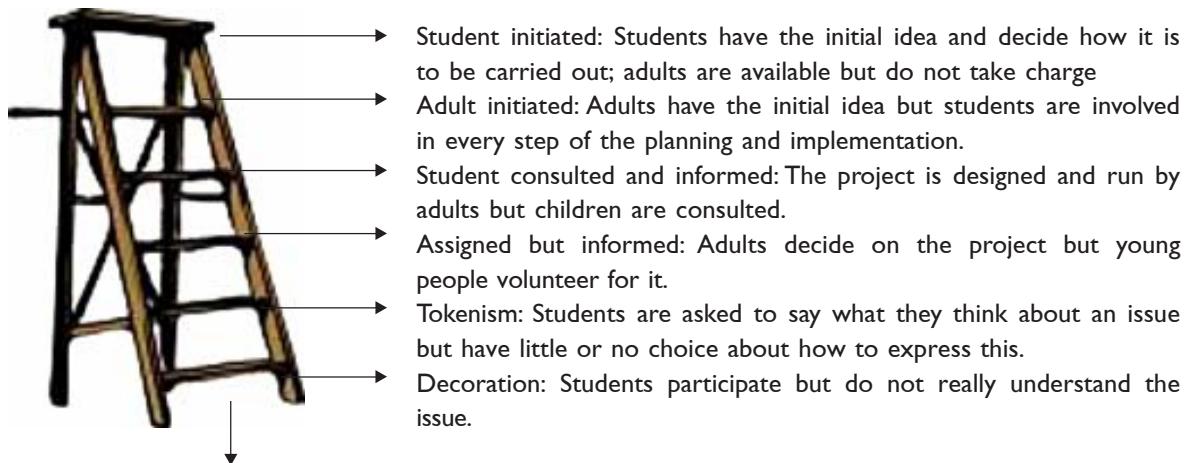 Student initiated: Students have the initial idea and decide how it is
to be carried out; adults are available but do not take charge
Adult initiated: Adults have the initial idea but students are involved
in every step of the planning and implementation.
Student consulted and informed: The project is designed and run by
adults but children are consulted.
Assigned but informed: Adults decide on the project but young
people volunteer for it.
Tokenism: Students are asked to say what they think about an issue
but have little or no choice about how to express this.
Decoration: Students participate but do not really understand the
issue.